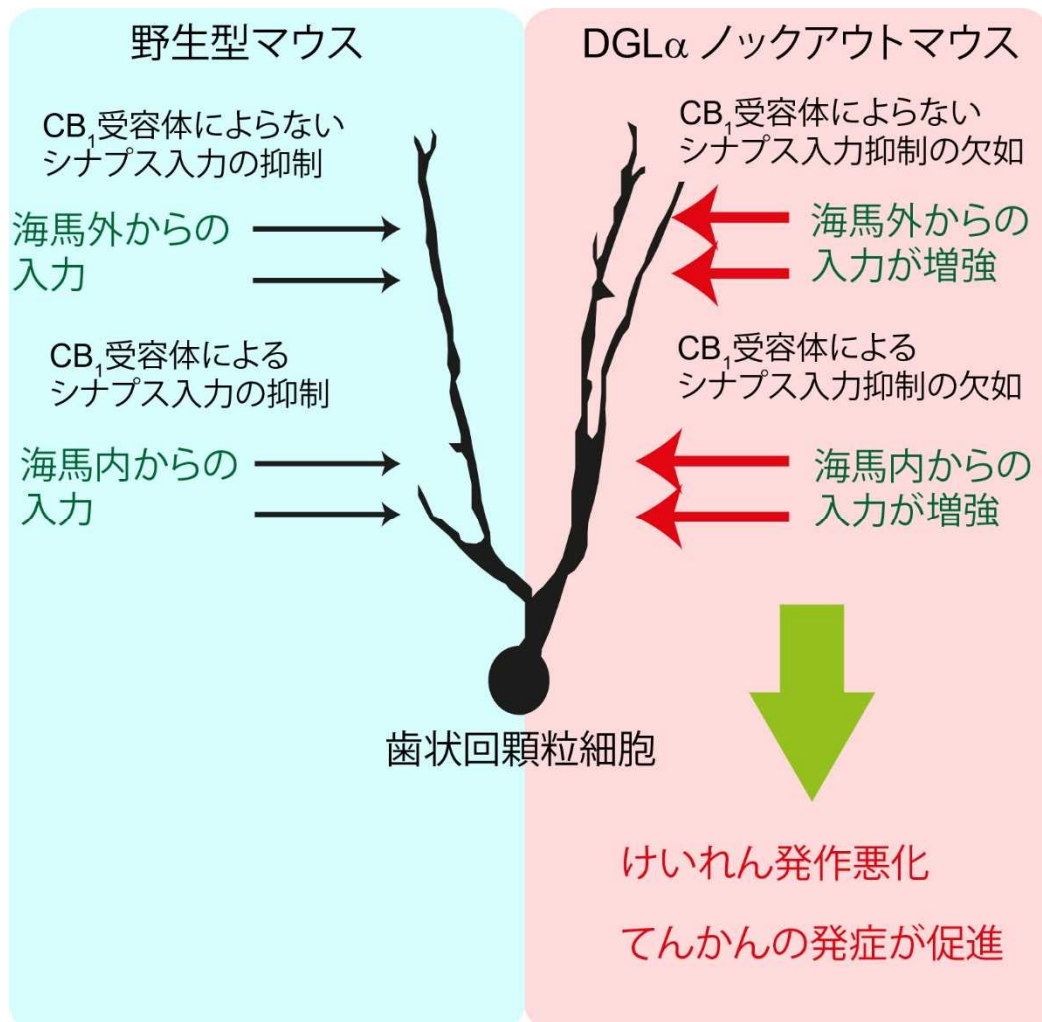 野生型マウス
CB1受容体によらない
シナプス入力の抑制
海馬外からの
入力
CB1受容体による
シナプス入力の抑制
海馬内からの
入力
DGLα ノックアウトマウス
CB1受容体によらない
シナプス入力抑制の欠如
海馬外からの
入力が増強
CB1受容体による
シナプス入力抑制の欠如
海馬内からの
入力が増強
歯状回顆粒細胞
けいれん発作悪化
てんかんの発症が促進